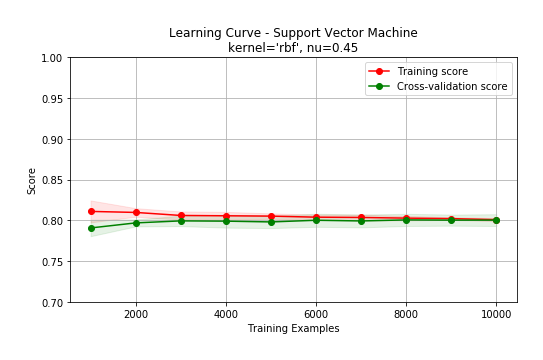 Learning Curve - Support Vector Machine
kernel='rbf', nu=0.45
Training score
Cross-validation score
1.00
0.95
0.90
0.85
0.80
0.75
0.70
Score
2000 4000 6000 8000 10000
Training Examples